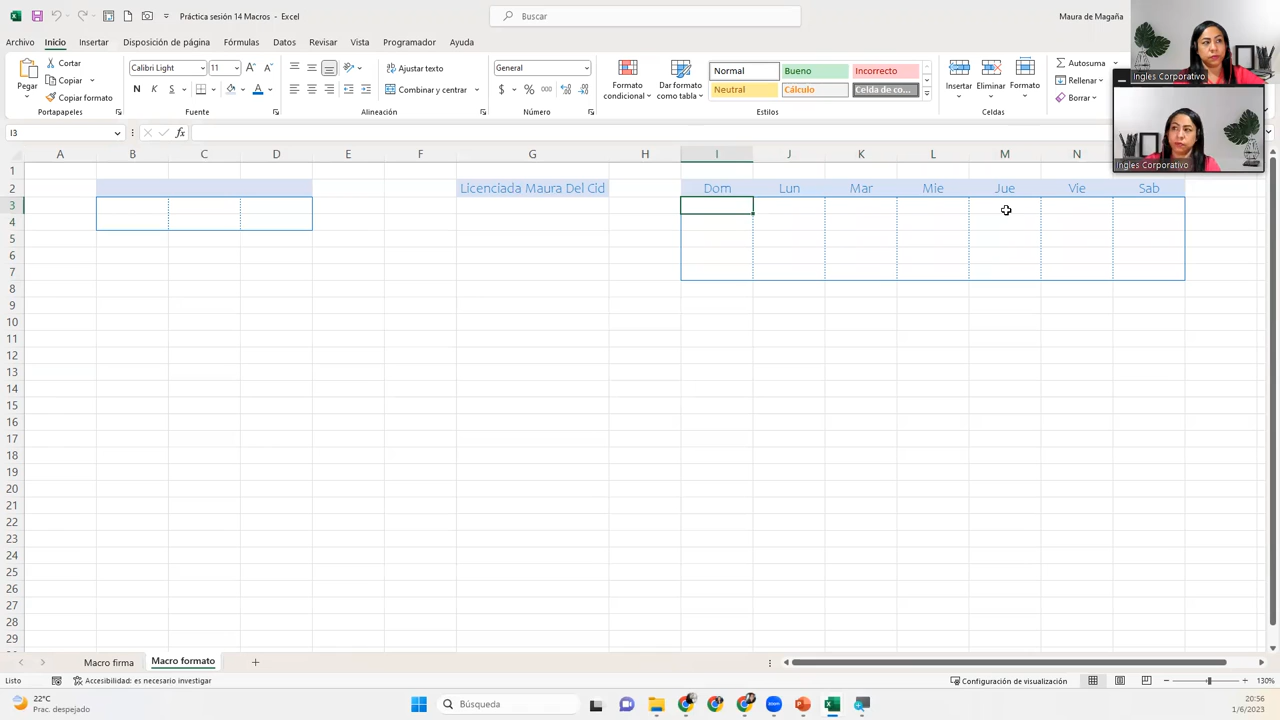 Práctica sesión 14 Macros - Excel
Buscar
Maura de Magaña
Archivo Inicio Insertar Disposición de página Fórmulas Datos Revisar Vista Programador Ayuda
Pegar
Cortar
Copiar
Copiar formato
Portapapeles
Calibri Light 11
N K S
Fuente
Ajustar texto
Combinar y centrar
Alineación
General
$ % 000
Número
Formato condicional
Dar formato como tabla
Normal Bueno Incorrecto
Neutral Cálculo Celda de co...
Estilos
Insertar Eliminar Formato
Celdas
Autosuma
Rellenar
Borrar
Ingles Corporativo
Ingles Corporativo
I3
fx
A B C D E F G H I J K L M N
1
2 Licenciada Maura Del Cid Dom Lun Mar Mie Jue Vie Sab
3
4
5
6
7
8
9
10
11
12
13
14
15
16
17
18
19
20
21
22
23
24
25
26
27
28
29
Macro firma Macro formato
Listo Accesibilidad: es necesario investigar Configuración de visualización 130%
22°C
Prac. despejado
Búsqueda
zoom
20:56
1/6/2023